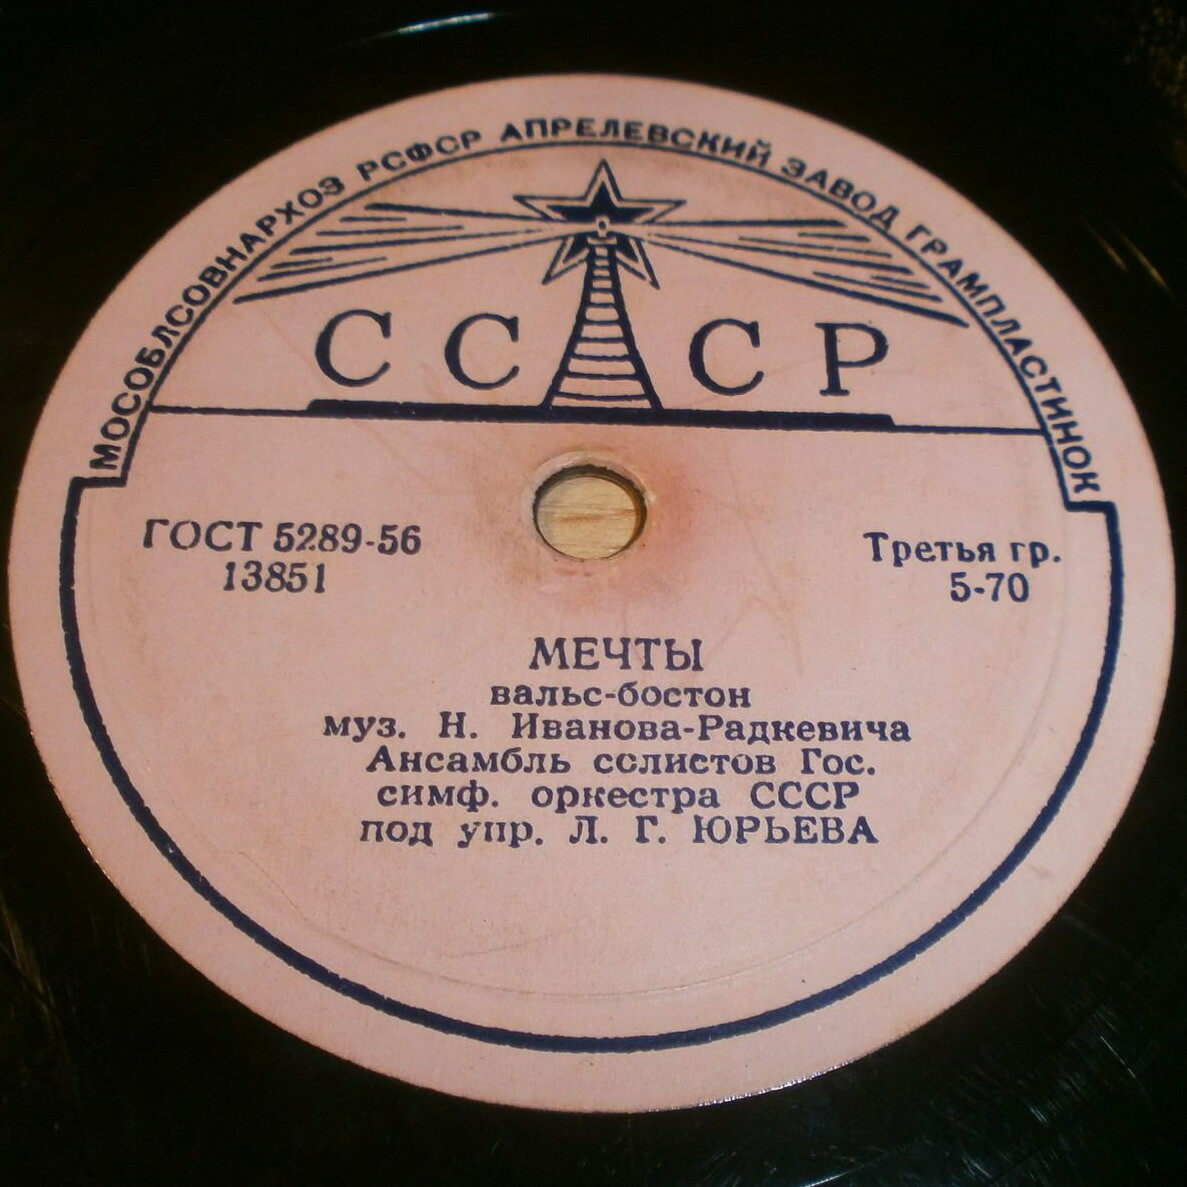 МОСОБЛСОВНАРХОЗ РСФСР АПРЕЛЕВСКИЙ ЗАВОД ГРАМПЛАСТИНОК
СССР
ГОСТ 5289-56
13851
Третья гр.
5-70
МЕЧТЫ
вальс-бостон
муз. Н. Иванова-Радкевича
Ансамбль солистов Гос.
симф. оркестра СССР
под упр. Л. Г. ЮРЬЕВА